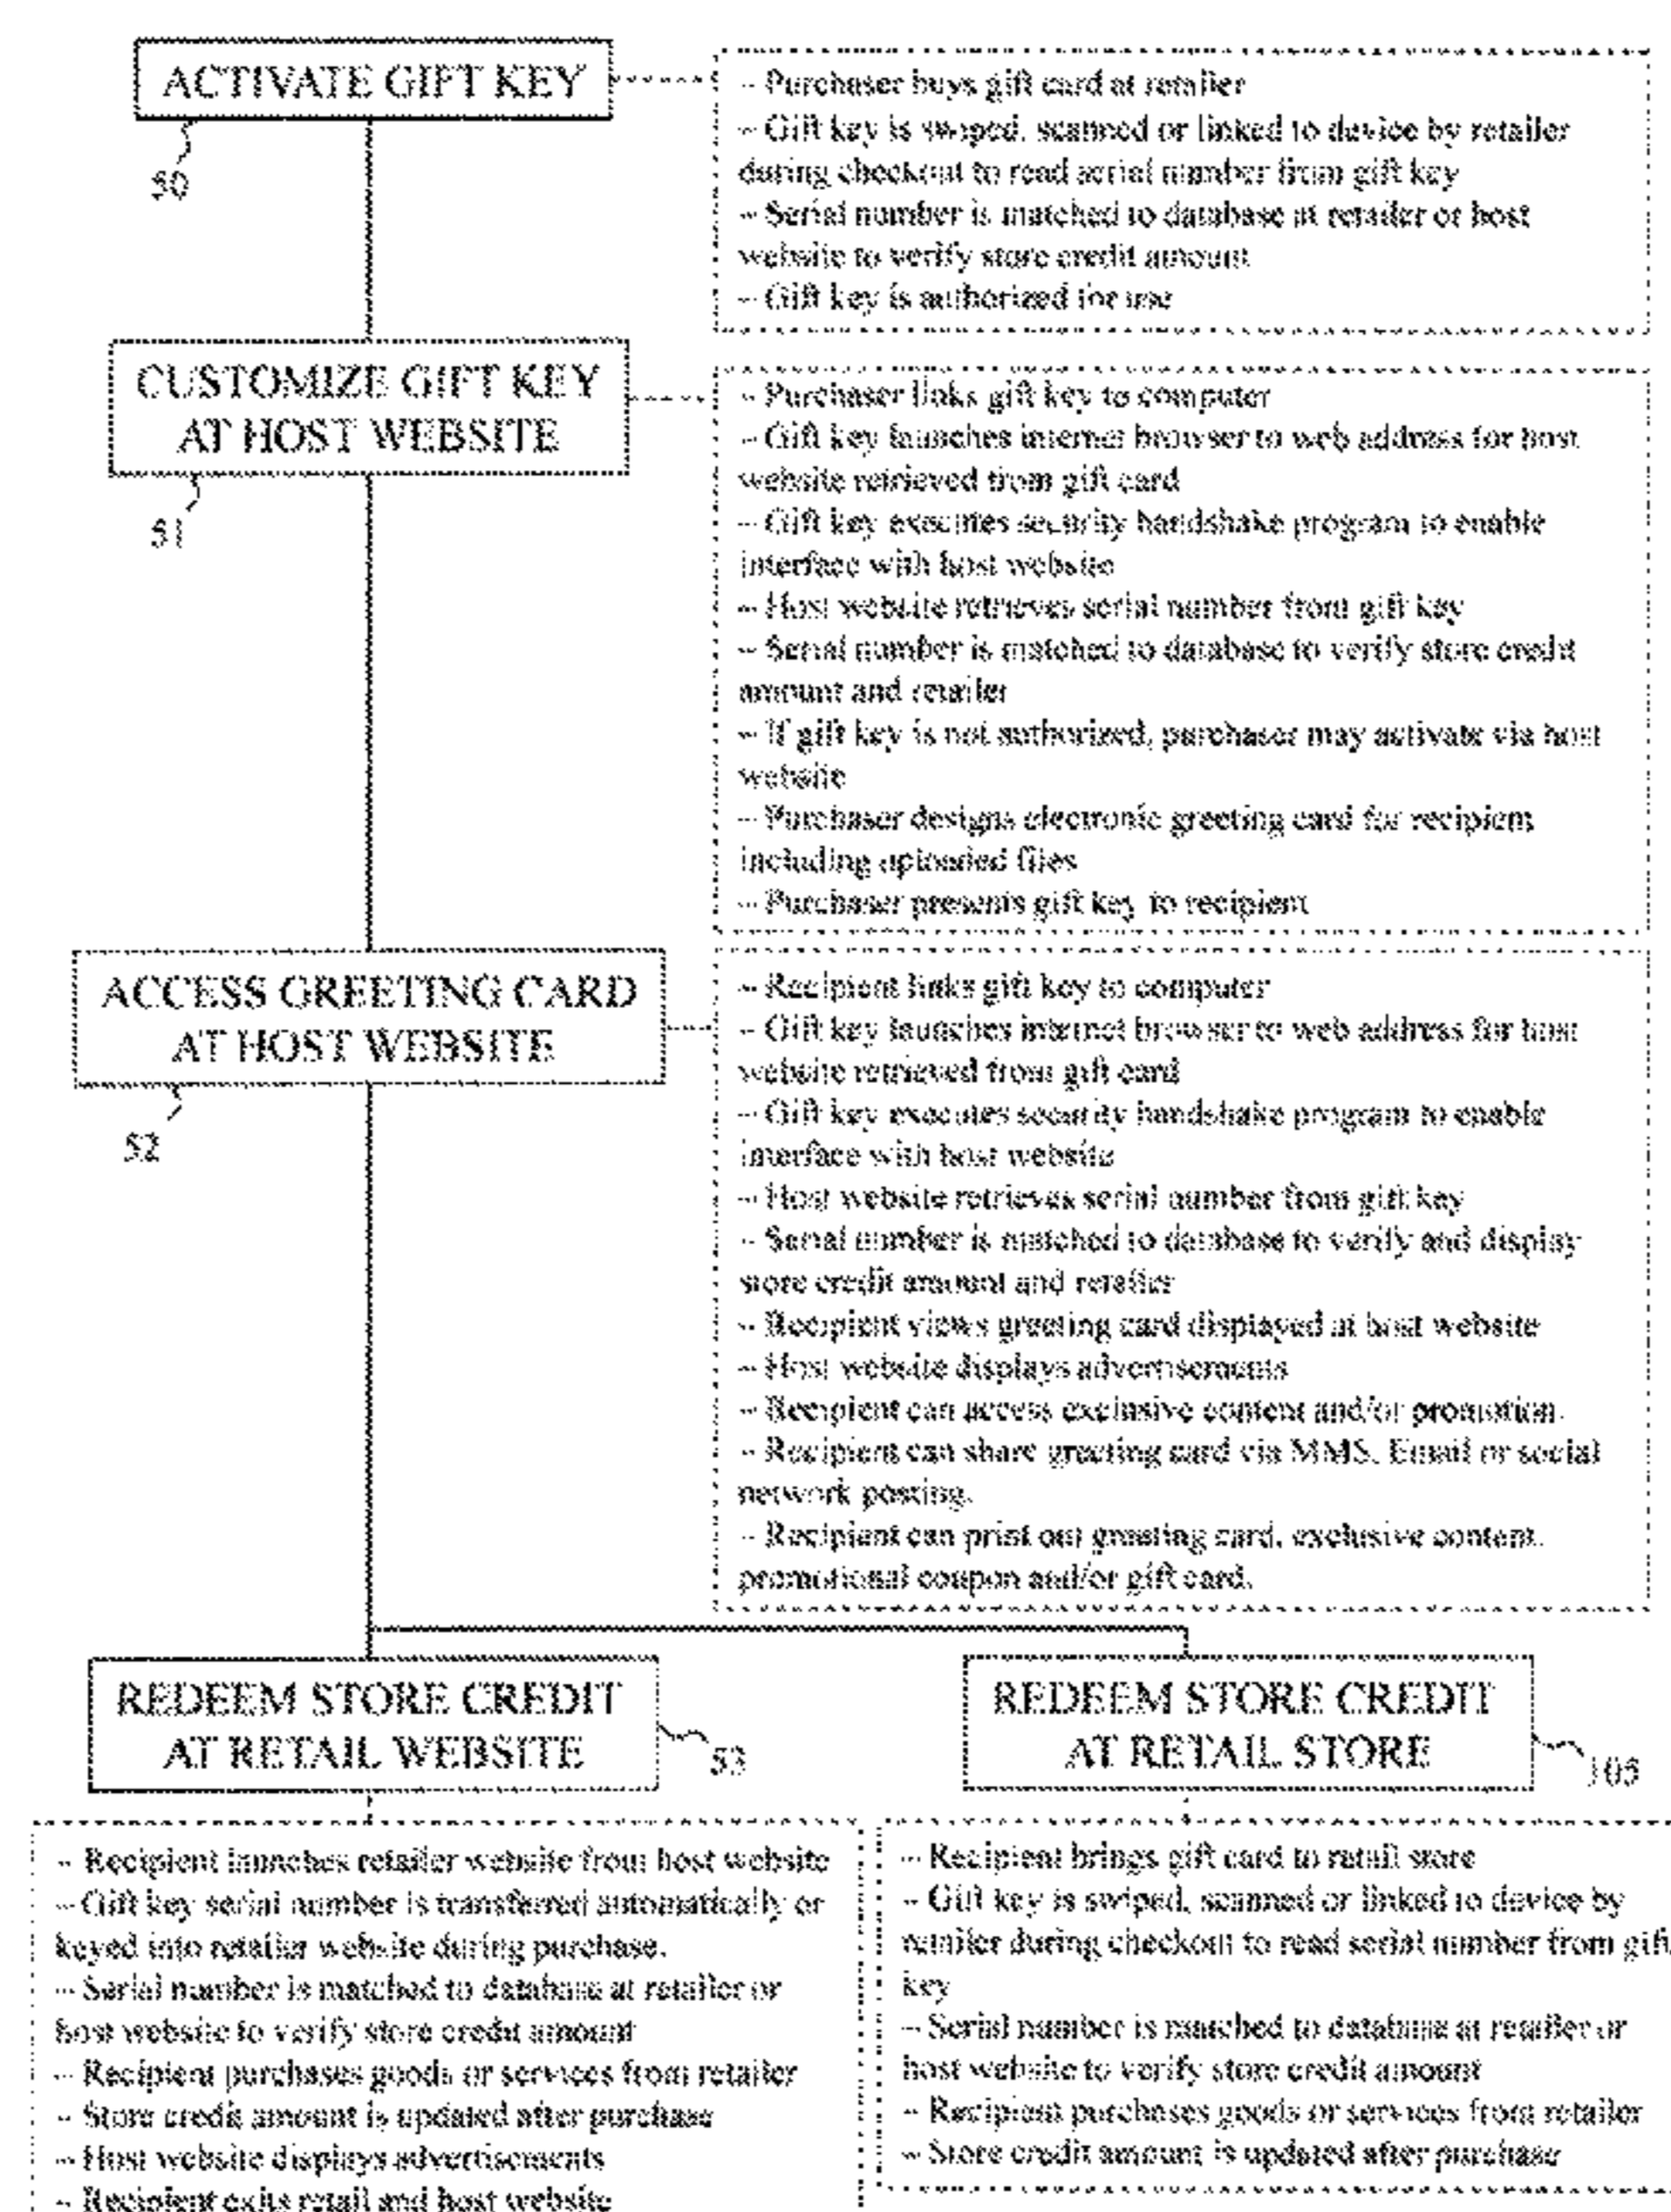 ACTIVATE GIFT KEY
50
-- Purchaser buys gift card at retailer
-- Gift key is swiped, scanned or linked to device by retailer
during checkout to read serial number from gift key
-- Serial number is matched to database at retailer or host
website to verify store credit amount
-- Gift key is authorized for use
CUSTOMIZE GIFT KEY
AT HOST WEBSITE
51
-- Purchaser links gift key to computer
-- Gift key launches internet browser to web address for host
website retrieved from gift card
-- Gift key executes security handshake program to enable
interface with host website
-- Host website retrieves serial number from gift key
-- Serial number is matched to database to verify store credit
amount and retailer
-- If gift key is not authorized, purchaser may activate via host
website
-- Purchaser designs electronic greeting card for recipient
including uploaded files
-- Purchaser presents gift key to recipient
ACCESS GREETING CARD
AT HOST WEBSITE
52
-- Recipient links gift key to computer
-- Gift key launches internet browser to web address for host
website retrieved from gift card
-- Gift key executes security handshake program to enable
interface with host website
-- Host website retrieves serial number from gift key
-- Serial number is matched to database to verify and display
store credit amount and retailer
-- Recipient views greeting card displayed at host website
-- Host website displays advertisements
-- Recipient can access exclusive content and/or promotion.
-- Recipient can share greeting card via MMS, Email or social
network posting.
-- Recipient can print out greeting card, exclusive content,
promotional coupon and/or gift card.
REDEEM STORE CREDIT
AT RETAIL WEBSITE
53
-- Recipient launches retailer website from host website
-- Gift key serial number is transferred automatically or
keyed into retailer website during purchase.
-- Serial number is matched to database at retailer or
host website to verify store credit amount
-- Recipient purchases goods or services from retailer
-- Store credit amount is updated after purchase
-- Host website displays advertisements
-- Recipient exits retail and host website
REDEEM STORE CREDIT
AT RETAIL STORE
105
-- Recipient brings gift card to retail store
-- Gift key is swiped, scanned or linked to device by
retailer during checkout to read serial number from gift
key
-- Serial number is matched to database at retailer or
host website to verify store credit amount
-- Recipient purchases goods or services from retailer
-- Store credit amount is updated after purchase